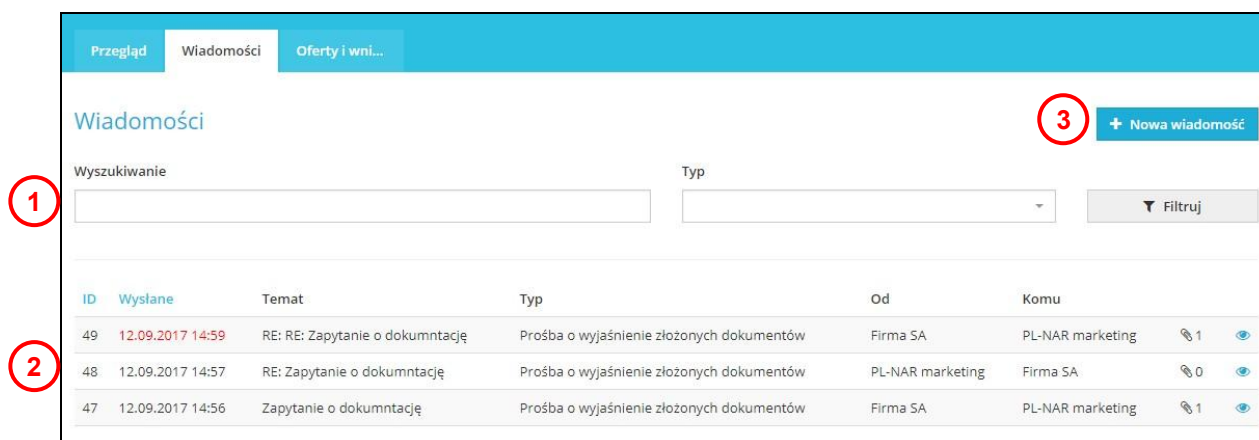 Przegląd Wiadomości Oferty i wni...
Wiadomości 3 + Nowa wiadomość
Wyszukiwanie Typ
1 Filtruj
ID Wysłane Temat Typ Od Komu
49 12.09.2017 14:59 RE: RE: Zapytanie o dokumntację Prośba o wyjaśnienie złożonych dokumentów Firma SA PL-NAR marketing 1
2 48 12.09.2017 14:57 RE: Zapytanie o dokumntację Prośba o wyjaśnienie złożonych dokumentów PL-NAR marketing Firma SA 0
47 12.09.2017 14:56 Zapytanie o dokumntację Prośba o wyjaśnienie złożonych dokumentów Firma SA PL-NAR marketing 1